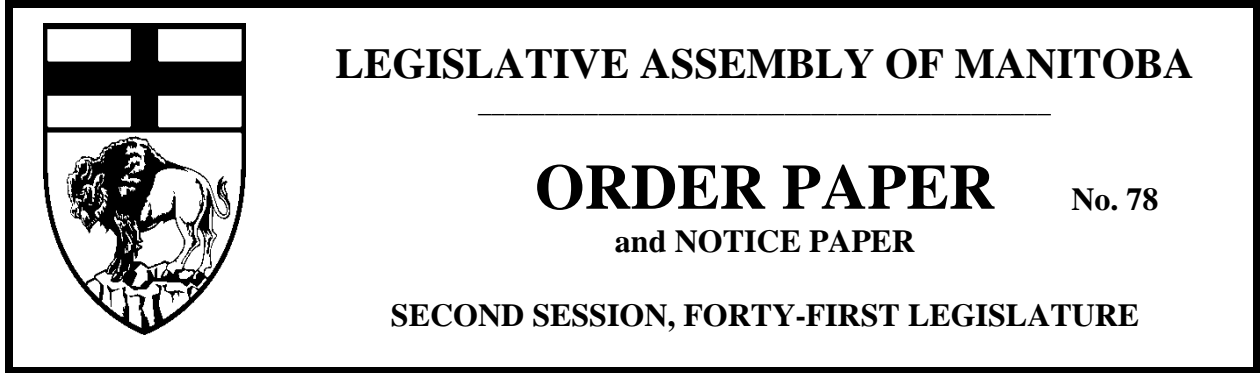 LEGISLATIVE ASSEMBLY OF MANITOBA
ORDER PAPER No. 78
and NOTICE PAPER
SECOND SESSION, FORTY-FIRST LEGISLATURE